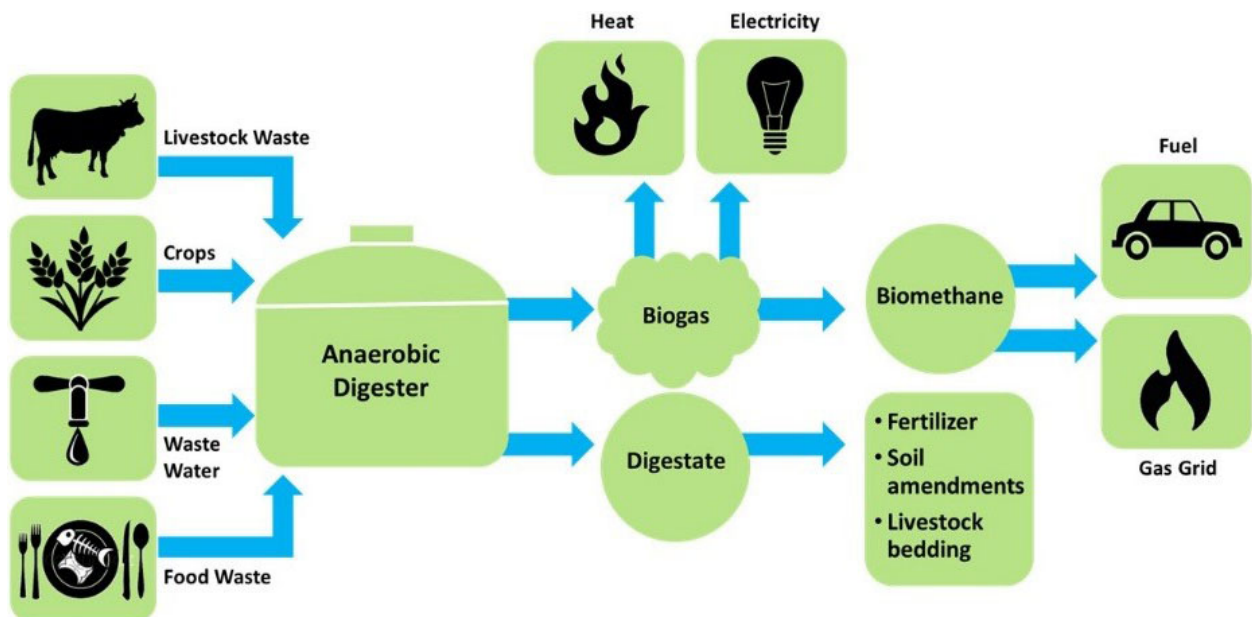 Heat
Electricity
Livestock Waste
Fuel
Crops
Biogas
Biomethane
Anaerobic
Digester
Waste
Water
Digestate
• Fertilizer
• Soil
amendments
• Livestock
bedding
Gas Grid
Food Waste